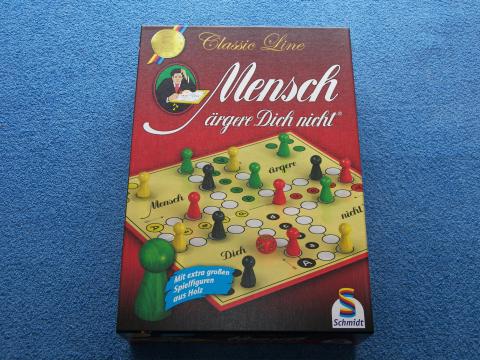 Classic Line
Mensch
ärgere Dich nicht®
ärgere
Mensch
nicht
Dich
A
A
Mit extra großen
Spielfiguren
aus Holz
S
Schmidt